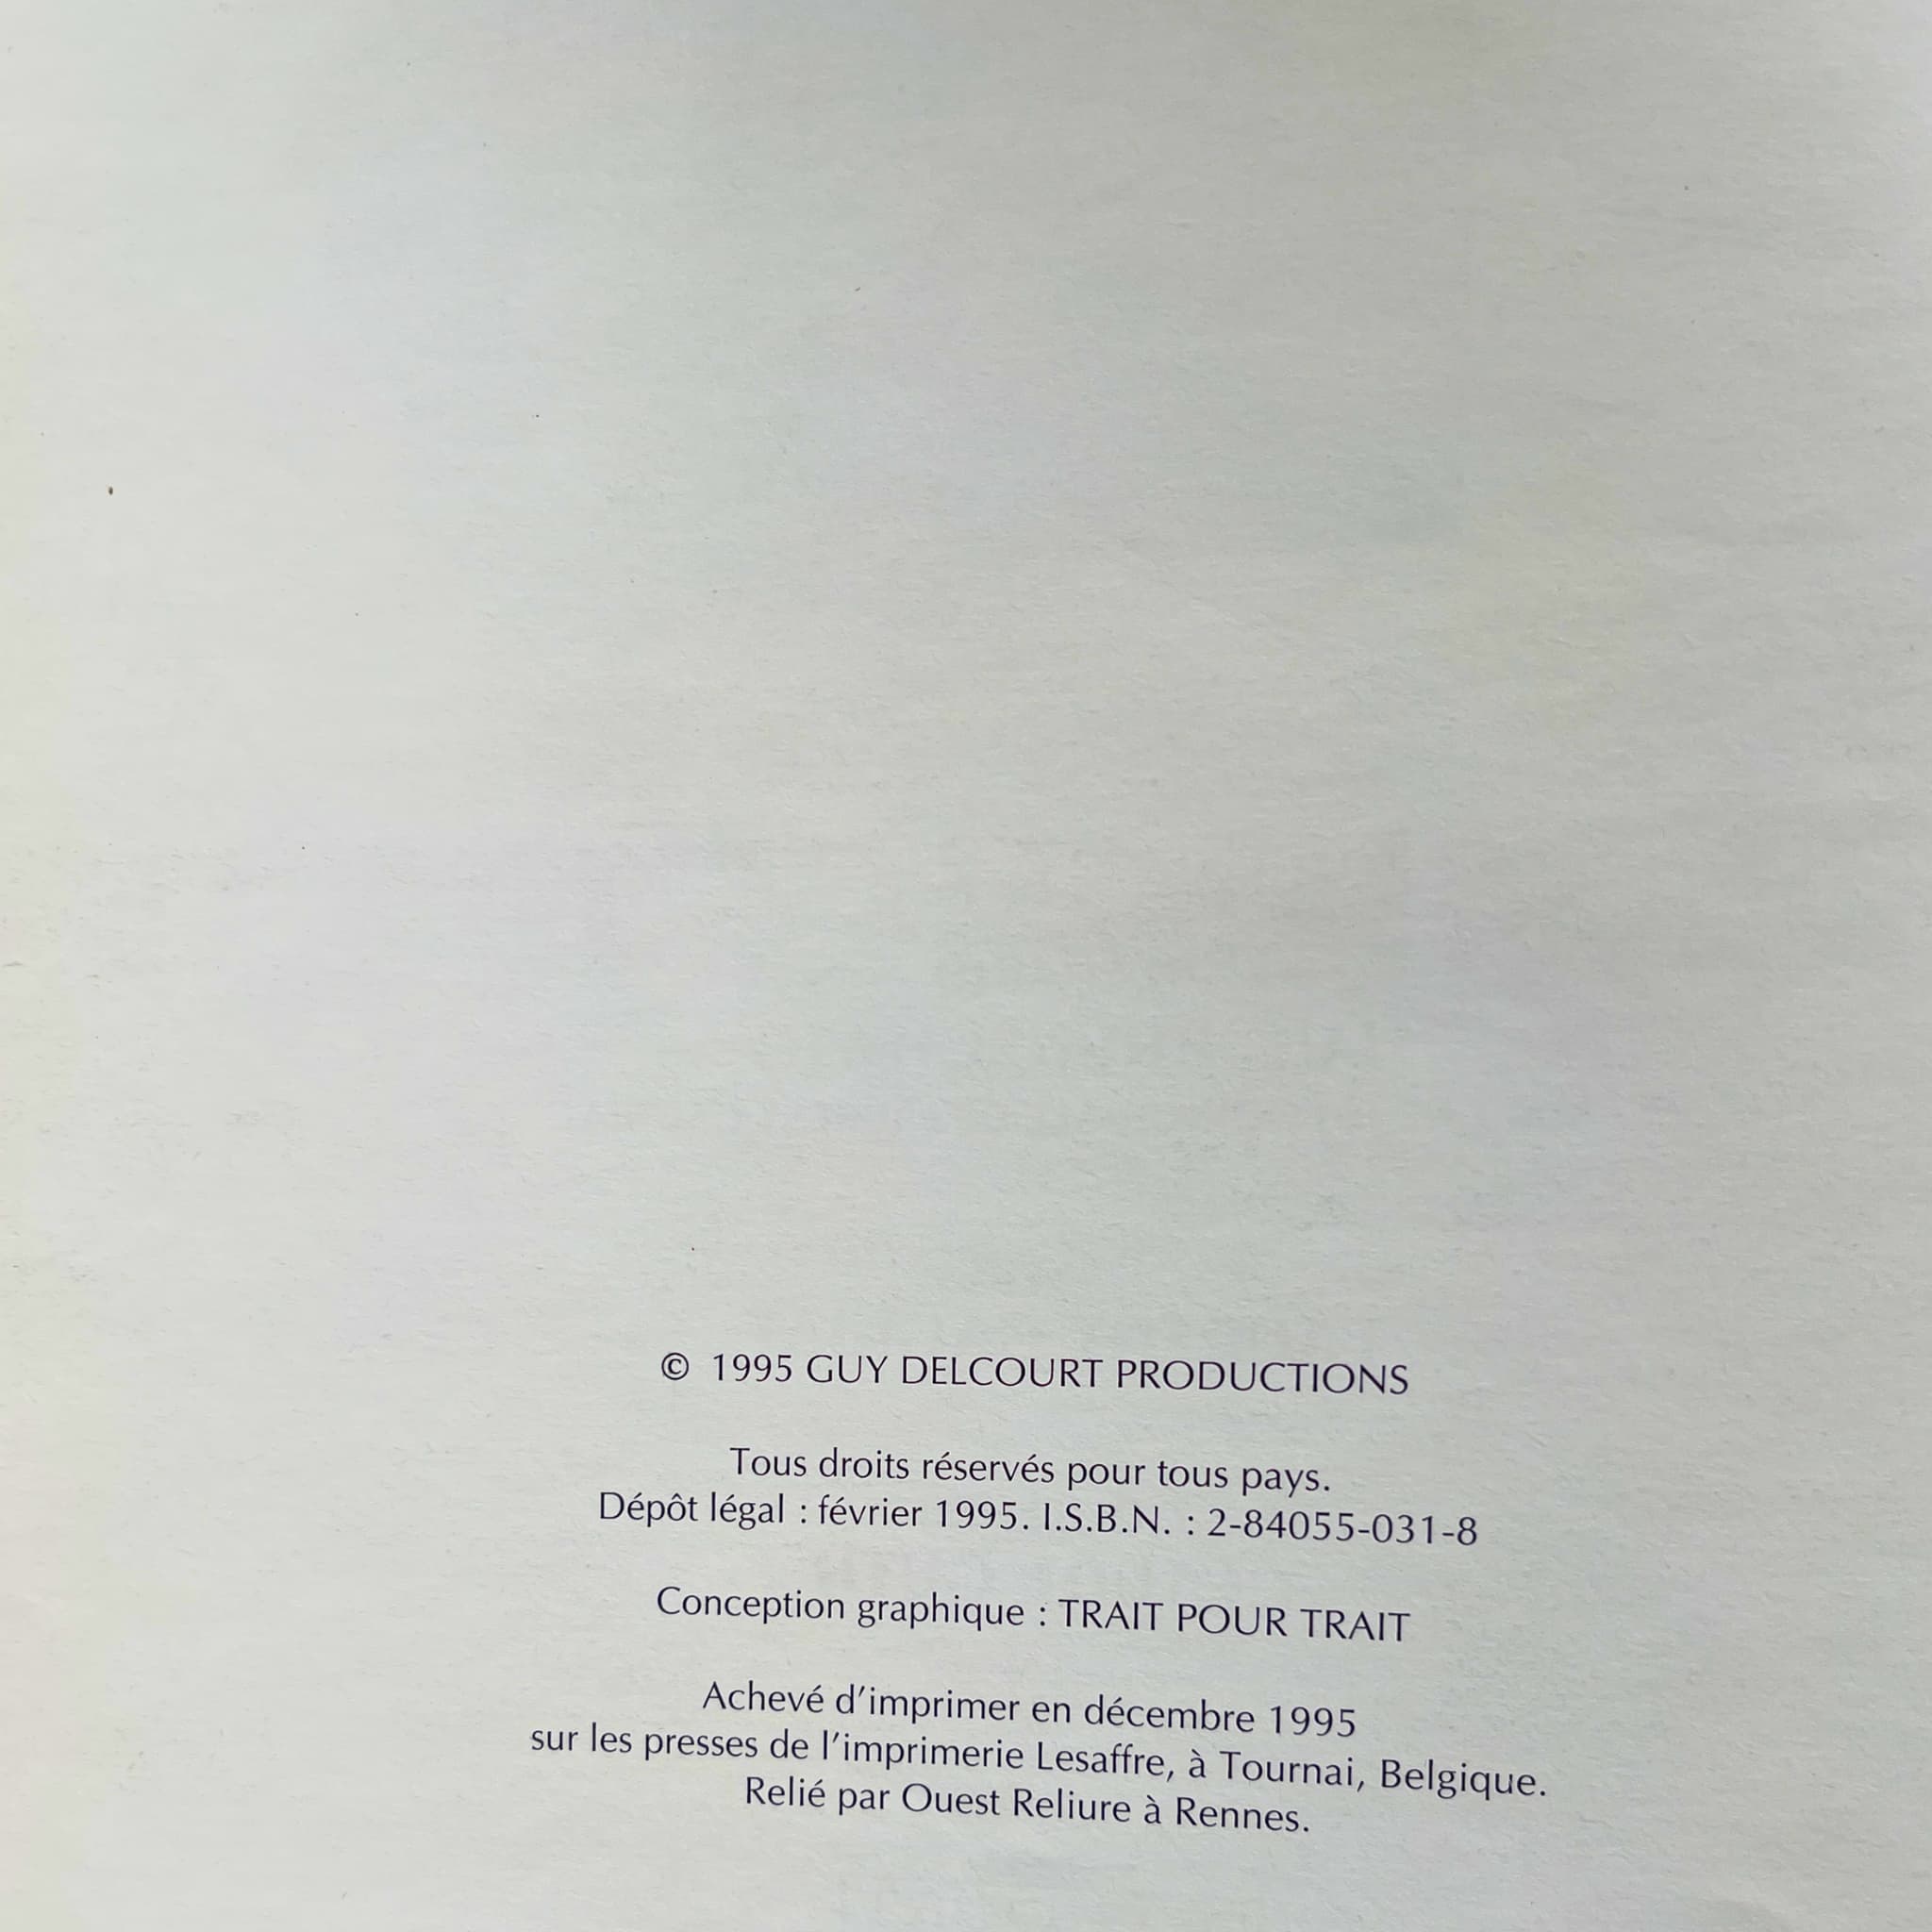 © 1995 GUY DELCOURT PRODUCTIONS
Tous droits réservés pour tous pays.
Dépôt légal : février 1995. I.S.B.N. : 2-84055-031-8
Conception graphique : TRAIT POUR TRAIT
Achevé d'imprimer en décembre 1995
sur les presses de l'imprimerie Lesaffre, à Tournai, Belgique.
Relié par Ouest Reliure à Rennes.